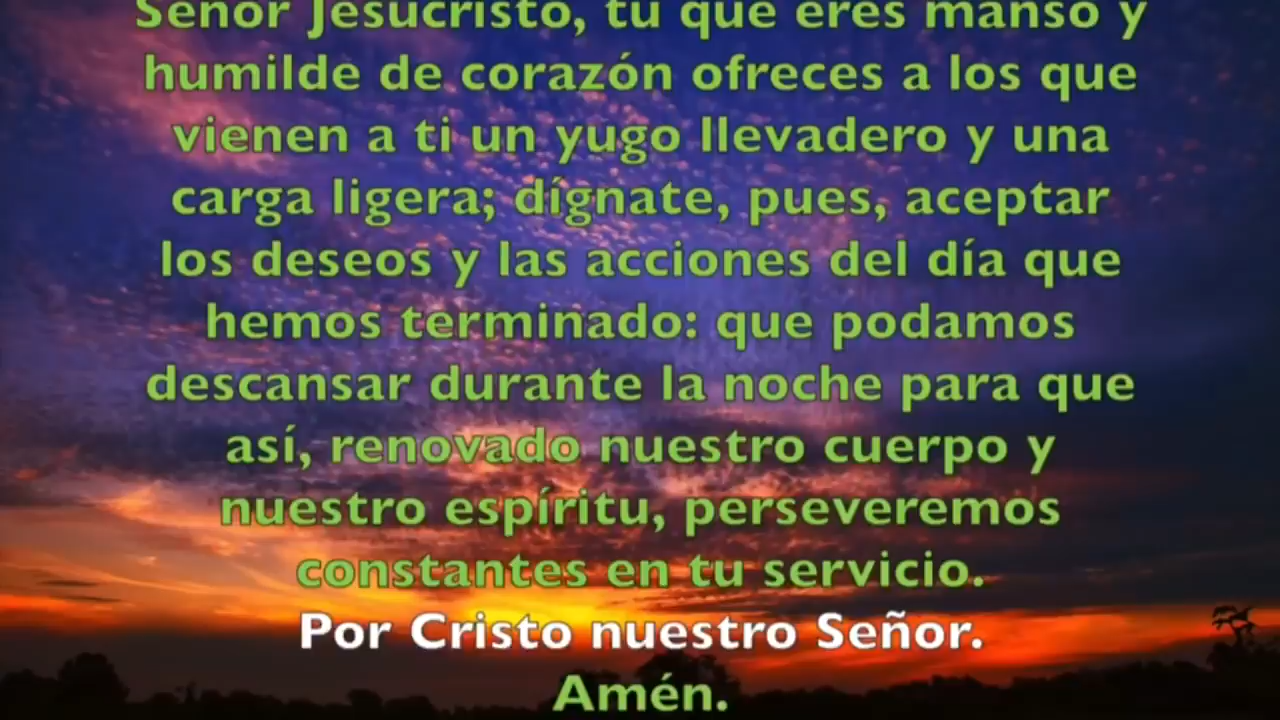 Señor Jesucristo, tú que eres manso y
humilde de corazón ofreces a los que
vienen a ti un yugo llevadero y una
carga ligera; dígnate, pues, aceptar
los deseos y las acciones del día que
hemos terminado: que podamos
descansar durante la noche para que
así, renovado nuestro cuerpo y
nuestro espíritu, perseveremos
constantes en tu servicio.
Por Cristo nuestro Señor.
Amén.